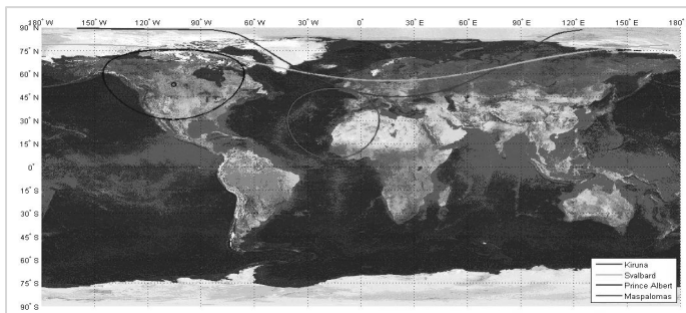 180° W 150° W 120° W 90° W 60° W 30° W 0° 30° E 60° E 90° E 120° E 150° E 180° E
90° N
75° N
60° N
45° N
30° N
15° N
0°
15° S
30° S
45° S
60° S
75° S
90° S
Kiruna
Svalbard
Prince Albert
Maspalomas